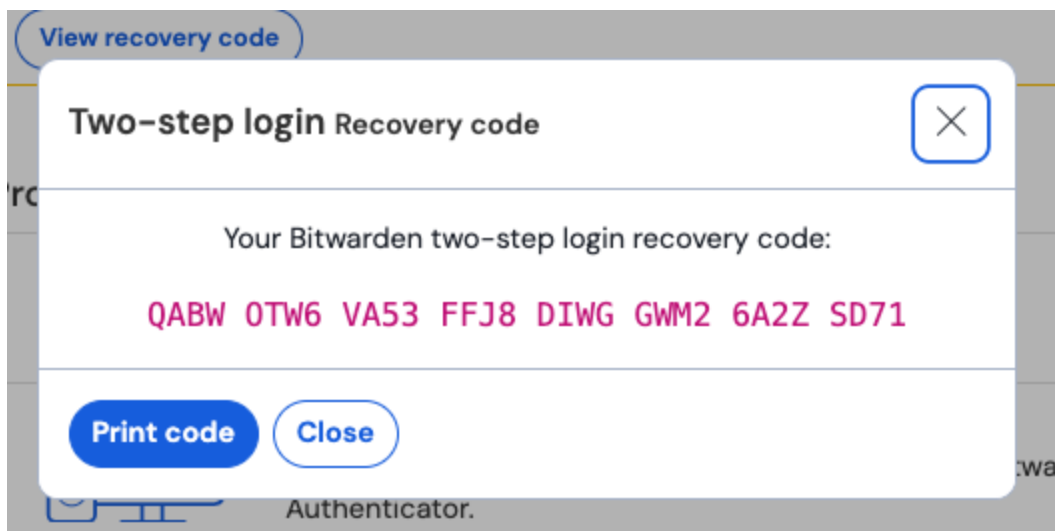 View recovery code
Two-step login Recovery code
Your Bitwarden two-step login recovery code:
QABW OTW6 VA53 FFJ8 DIWG GWM2 6A2Z SD71
Print code Close
Authenticator.